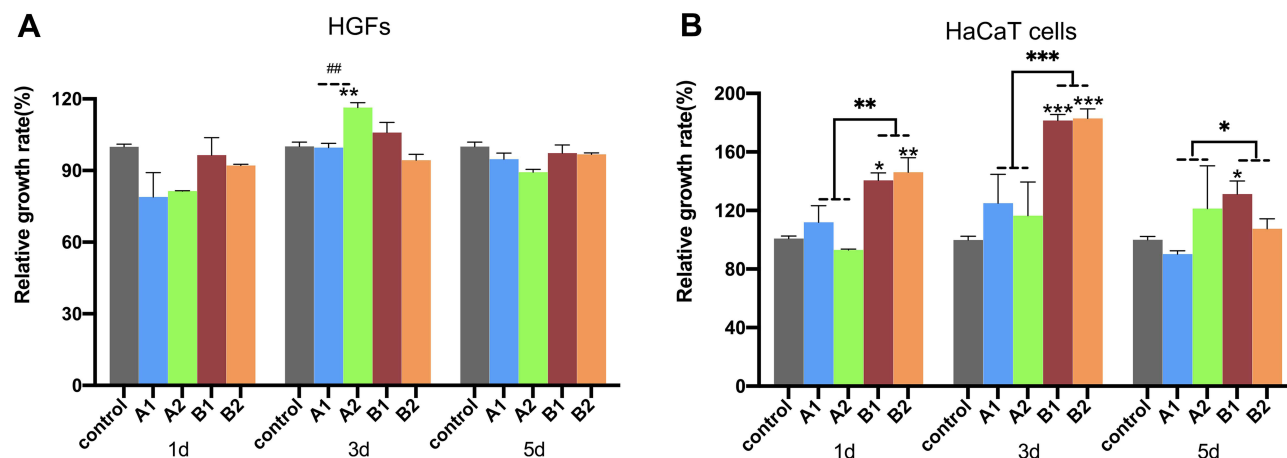 A
HGFs
Relative growth rate(%)
120
90
60
30
0
##
**
control A1 A2 B1 B2 control A1 A2 B1 B2 control A1 A2 B1 B2
1d 3d 5d
B
HaCaT cells
Relative growth rate(%)
200
160
120
80
40
0
***
***
***
**
*
**
*
*
control A1 A2 B1 B2 control A1 A2 B1 B2 control A1 A2 B1 B2
1d 3d 5d